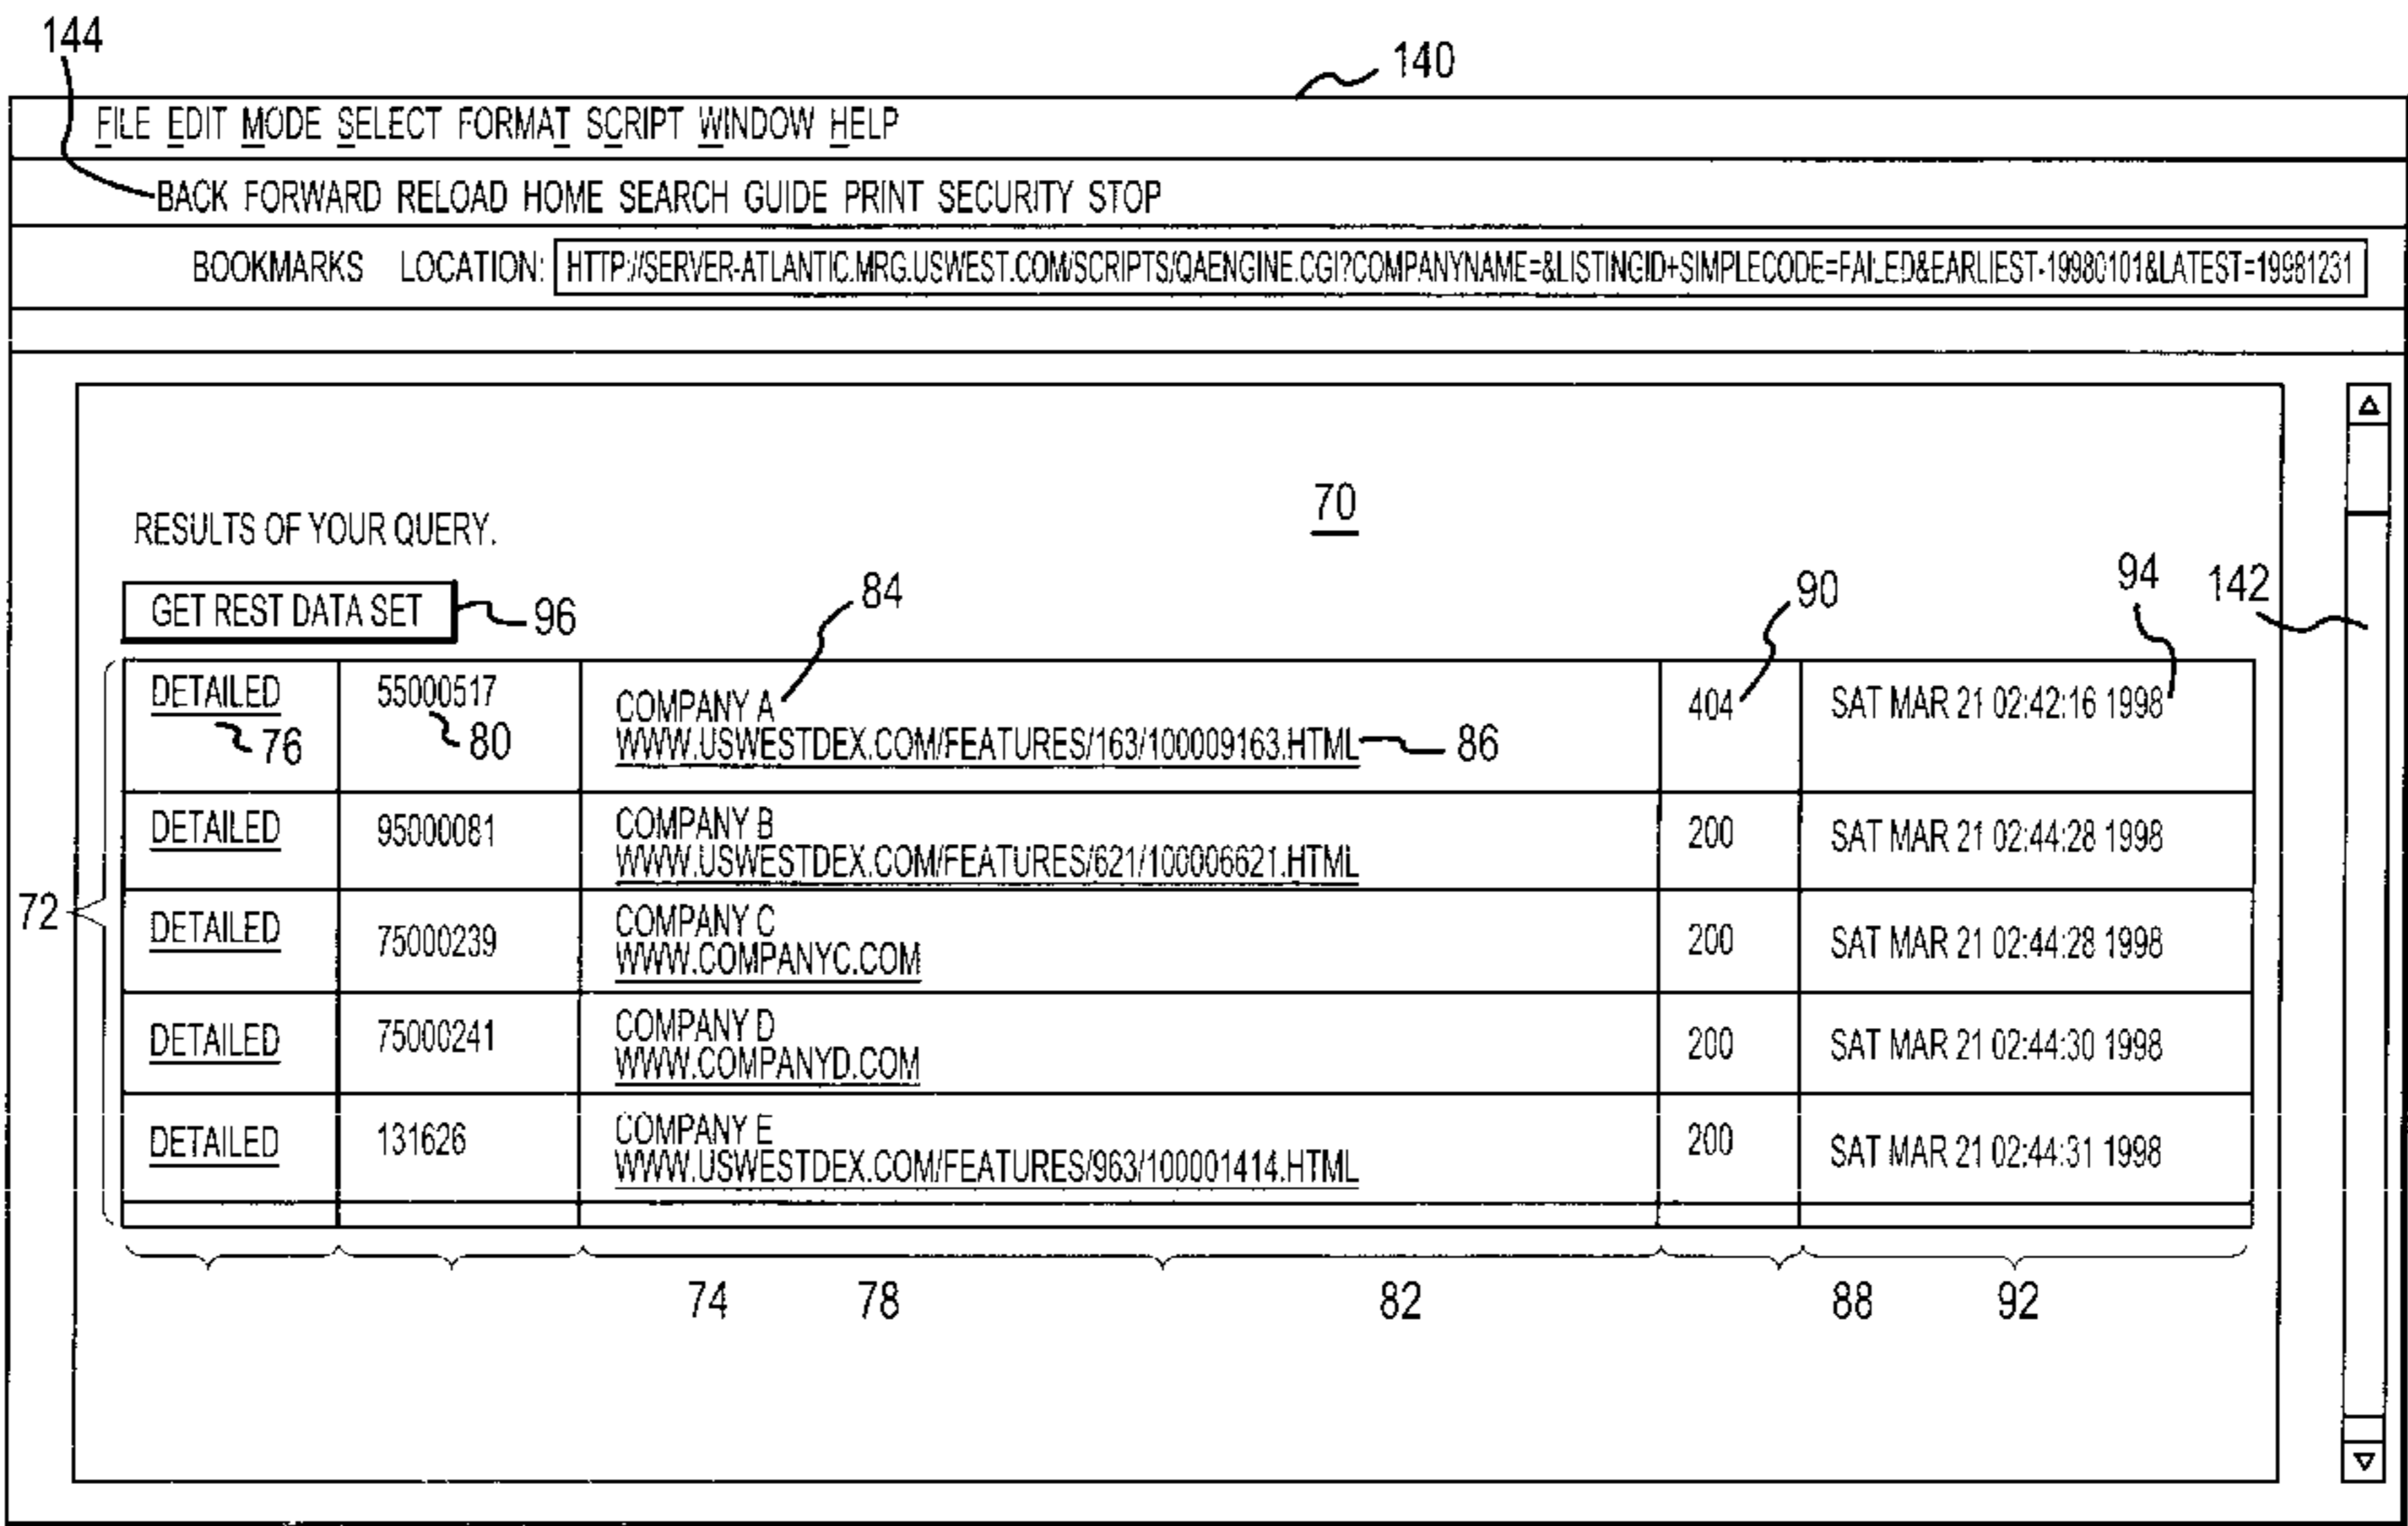 144
140
FILE EDIT MODE SELECT FORMAT SCRIPT WINDOW HELP
BACK FORWARD RELOAD HOME SEARCH GUIDE PRINT SECURITY STOP
BOOKMARKS LOCATION: HTTP://SERVER-ATLANTIC.MRG.USWEST.COM/SCRIPTS/QAENGINE.CGI?COMPANYNAME=&LISTINGID+SIMPLECODE=FAILED&EARLIEST-19980101&LATEST=19981231
70
RESULTS OF YOUR QUERY.
GET REST DATA SET 96
84
90
94
142
72
DETAILED 55000517 COMPANY A 404 SAT MAR 21 02:42:16 1998
76 80 WWW.USWESTDEX.COM/FEATURES/163/100009163.HTML 86
DETAILED 95000081 COMPANY B 200 SAT MAR 21 02:44:28 1998
WWW.USWESTDEX.COM/FEATURES/621/100006621.HTML
DETAILED 75000239 COMPANY C 200 SAT MAR 21 02:44:28 1998
WWW.COMPANYC.COM
DETAILED 75000241 COMPANY D 200 SAT MAR 21 02:44:30 1998
WWW.COMPANYD.COM
DETAILED 131626 COMPANY E 200 SAT MAR 21 02:44:31 1998
WWW.USWESTDEX.COM/FEATURES/963/100001414.HTML
74 78 82 88 92